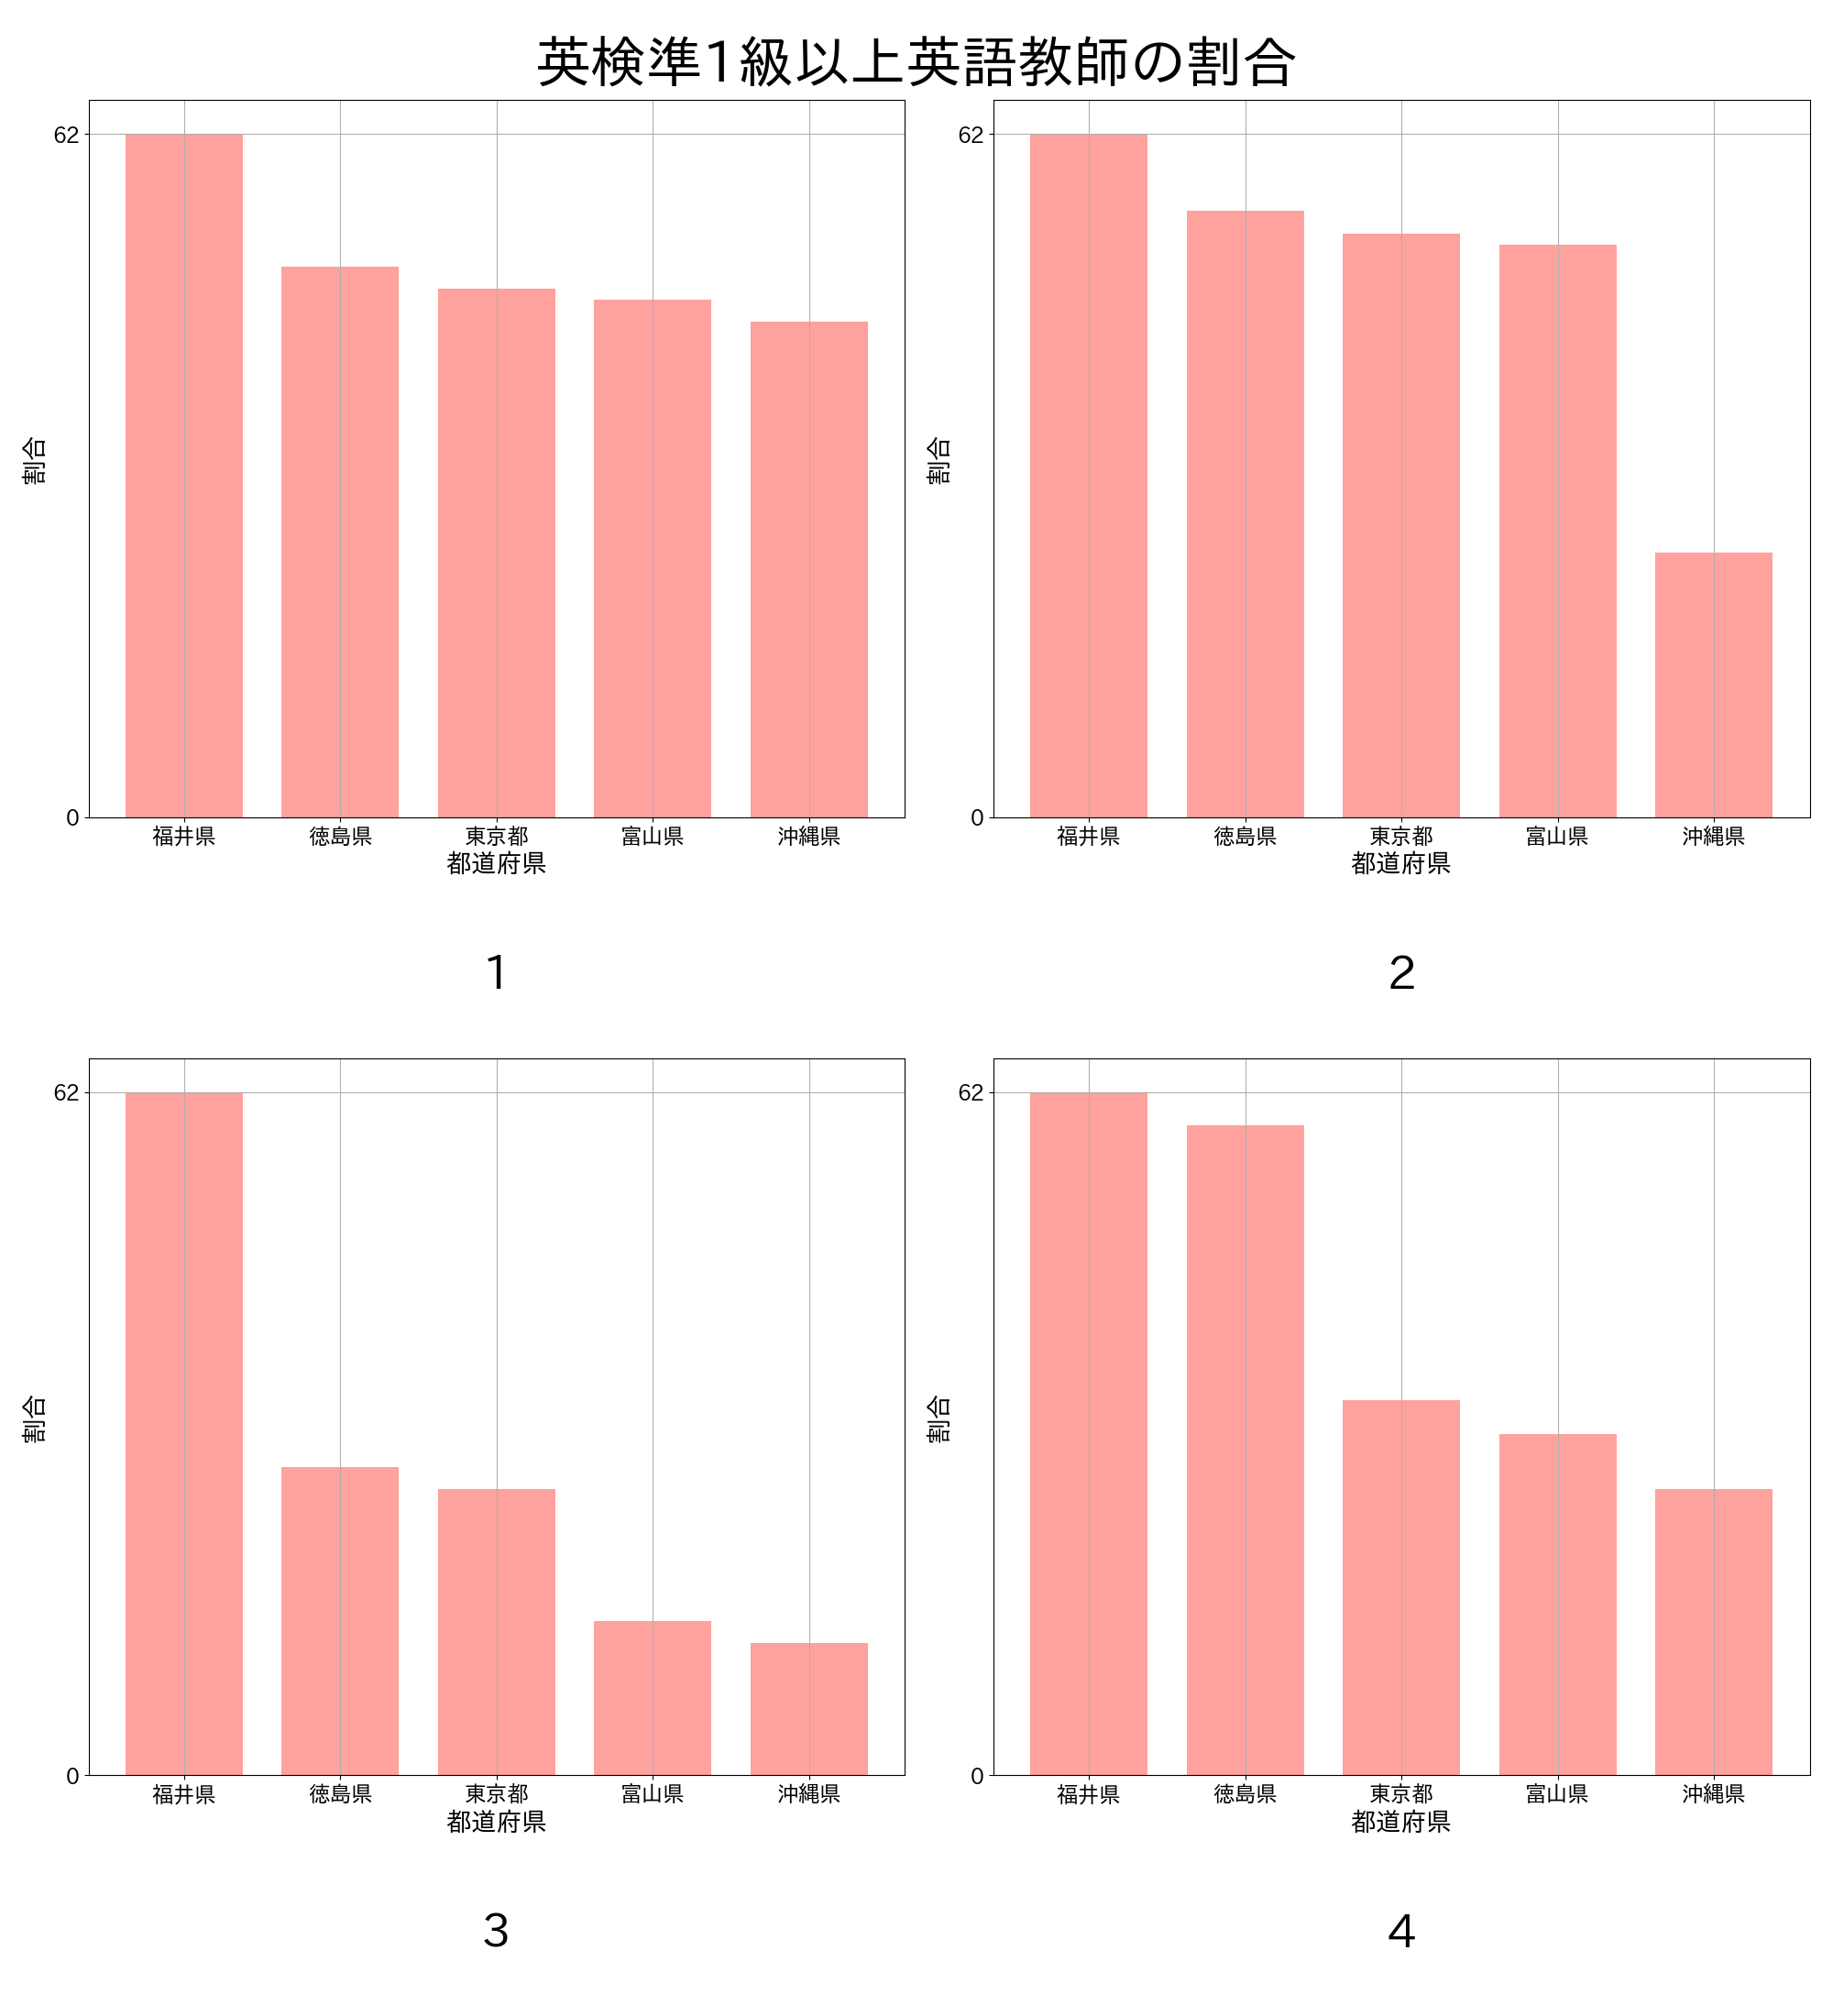 英検準1級以上英語教師の割合
62
0
割合
福井県 徳島県 東京都 富山県 沖縄県
都道府県
1
62
0
割合
福井県 徳島県 東京都 富山県 沖縄県
都道府県
2
62
0
割合
福井県 徳島県 東京都 富山県 沖縄県
都道府県
3
62
0
割合
福井県 徳島県 東京都 富山県 沖縄県
都道府県
4